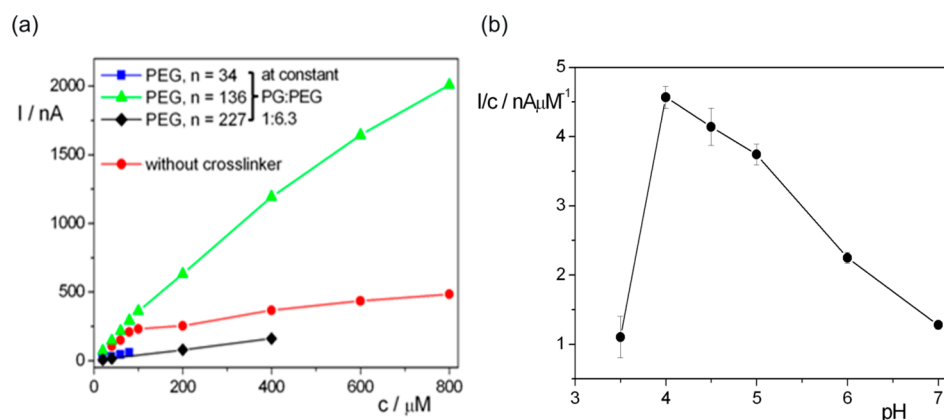 (a)
(b)
I / nA
2000
1500
1000
500
0
PEG, n = 34
PEG, n = 136
PEG, n = 227
at constant
PG:PEG
1:6.3
without crosslinker
0 200 400 600 800
c / µM
I/c / nAµM⁻¹
5
4
3
2
1
3 4 5 6 7
pH